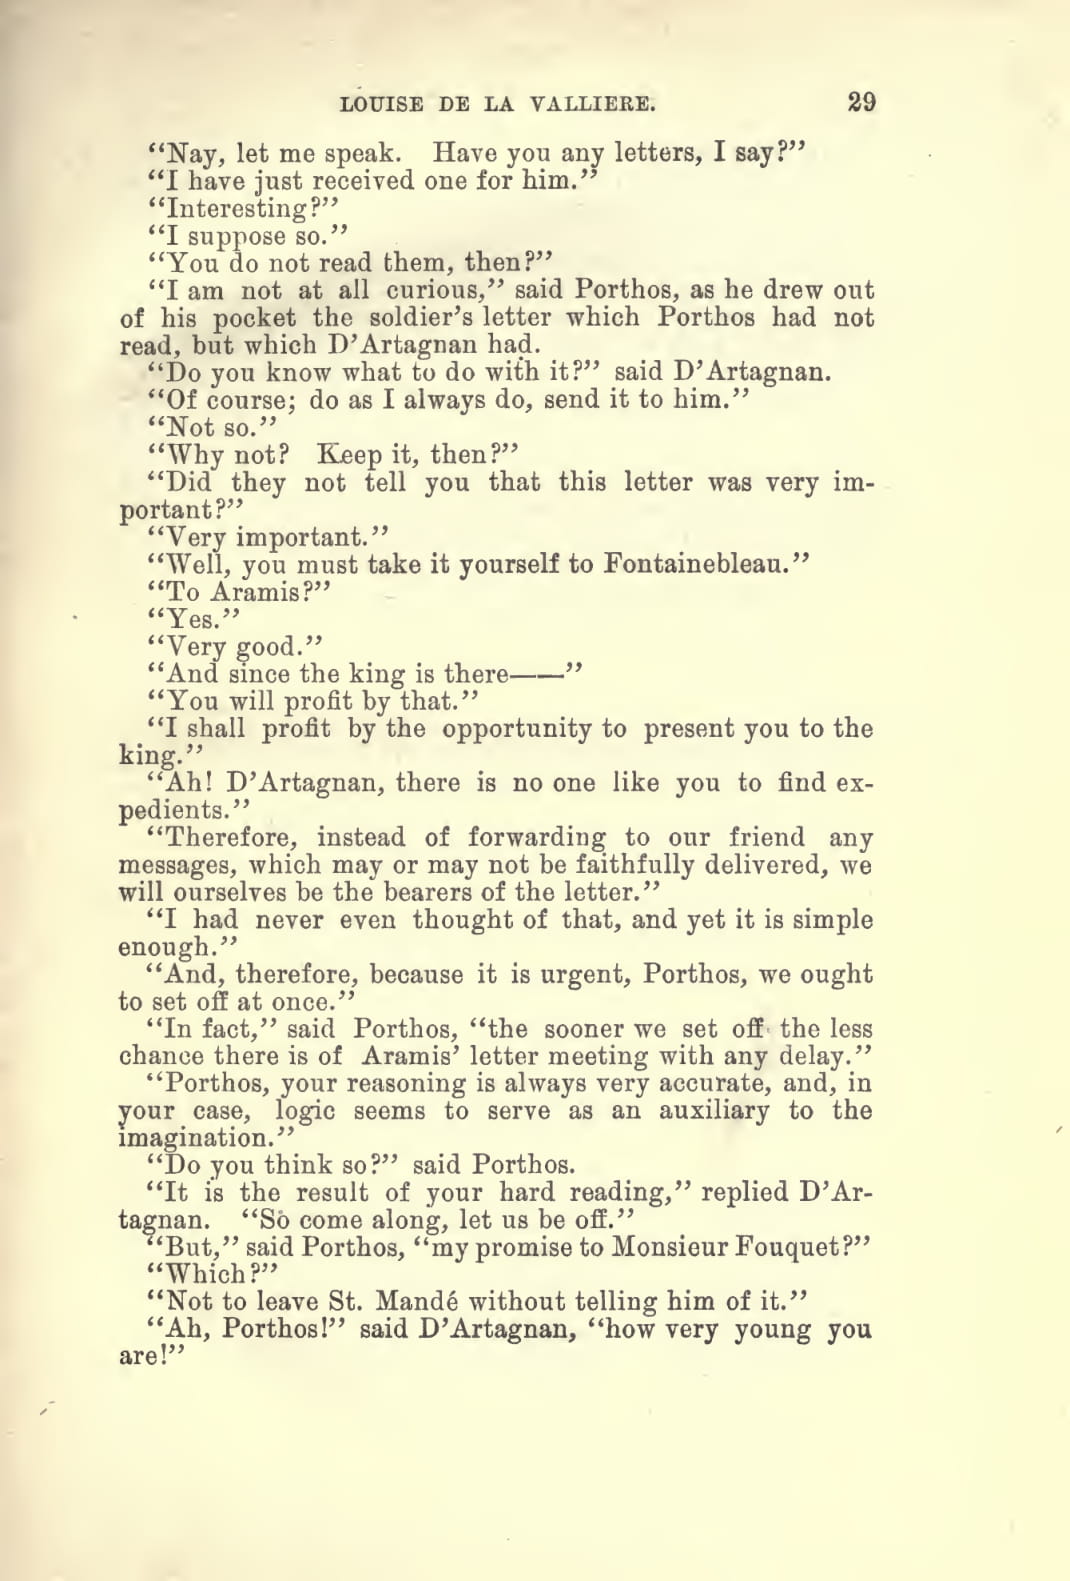 LOUISE DE LA VALLIERE. 29
“Nay, let me speak. Have you any letters, I say?”
“I have just received one for him.”
“Interesting?”
“I suppose so.”
“You do not read them, then?”
“I am not at all curious,” said Porthos, as he drew out
of his pocket the soldier’s letter which Porthos had not
read, but which D’Artagnan had.
“Do you know what to do with it?” said D’Artagnan.
“Of course; do as I always do, send it to him.”
“Not so.”
“Why not? Keep it, then?”
“Did they not tell you that this letter was very im-
portant?”
“Very important.”
“Well, you must take it yourself to Fontainebleau.”
“To Aramis?”
“Yes.”
“Very good.”
“And since the king is there——”
“You will profit by that.”
“I shall profit by the opportunity to present you to the
king.”
“Ah! D’Artagnan, there is no one like you to find ex-
pedients.”
“Therefore, instead of forwarding to our friend any
messages, which may or may not be faithfully delivered, we
will ourselves be the bearers of the letter.”
“I had never even thought of that, and yet it is simple
enough.”
“And, therefore, because it is urgent, Porthos, we ought
to set off at once.”
“In fact,” said Porthos, “the sooner we set off the less
chance there is of Aramis’ letter meeting with any delay.”
“Porthos, your reasoning is always very accurate, and, in
your case, logic seems to serve as an auxiliary to the
imagination.”
“Do you think so?” said Porthos.
“It is the result of your hard reading,” replied D’Ar-
tagnan. “So come along, let us be off.”
“But,” said Porthos, “my promise to Monsieur Fouquet?”
“Which?”
“Not to leave St. Mandé without telling him of it.”
“Ah, Porthos!” said D’Artagnan, “how very young you
are!”